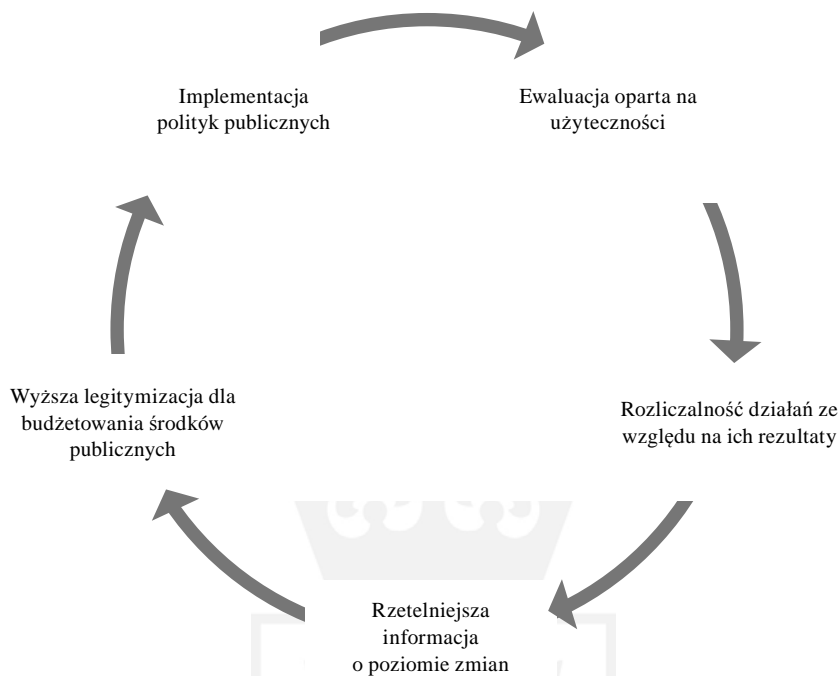 Implementacja
polityk publicznych
Ewaluacja oparta na
użyteczności
Rozliczalność działań ze
względu na ich rezultaty
Rzetelniejsza
informacja
o poziomie zmian
Wyższa legitymizacja dla
budżetowania środków
publicznych